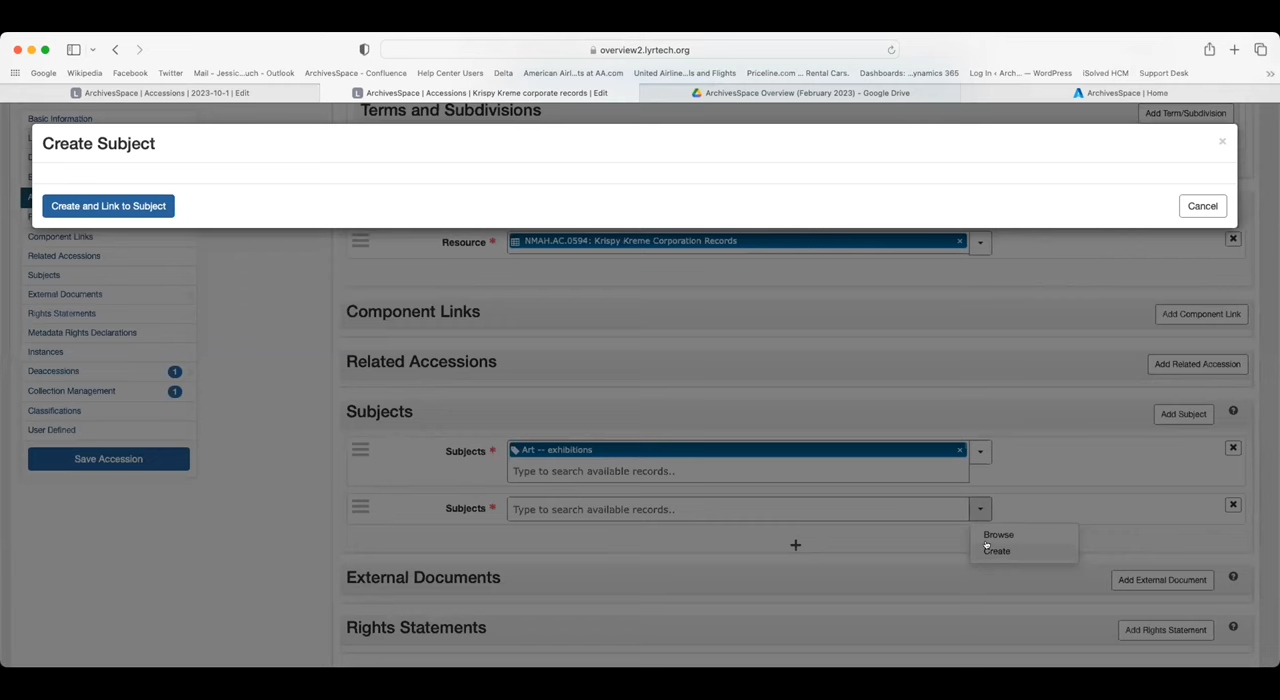 overview2.lyrtech.org
Google Wikipedia Facebook Twitter Mail - Jessic...uch - Outlook ArchivesSpace - Confluence Help Center Users Delta American Airl...ts at AA.com United Airline...ls and Flights Priceline.com ... Rental Cars. Dashboards: ...ynamics 365 Log In ‹ Arch... — WordPress iSolved HCM Support Desk
ArchivesSpace | Accessions | 2023-10-1 | Edit ArchivesSpace | Accessions | Krispy Kreme corporate records | Edit ArchivesSpace Overview (February 2023) - Google Drive ArchivesSpace | Home
Basic Information
Terms and Subdivisions
Add Term/Subdivision
Create Subject
×
Create and Link to Subject
Cancel
Component Links
Related Accessions
Subjects
External Documents
Rights Statements
Metadata Rights Declarations
Instances
Deaccessions 1
Collection Management 1
Classifications
User Defined
Save Accession
Resource * NMAH.AC.0594: Krispy Kreme Corporation Records ×
Component Links
Add Component Link
Related Accessions
Add Related Accession
Subjects
Add Subject
Subjects * Art -- exhibitions ×
Type to search available records..
Subjects * Type to search available records..
Browse
Create
+
External Documents
Add External Document
Rights Statements
Add Rights Statement